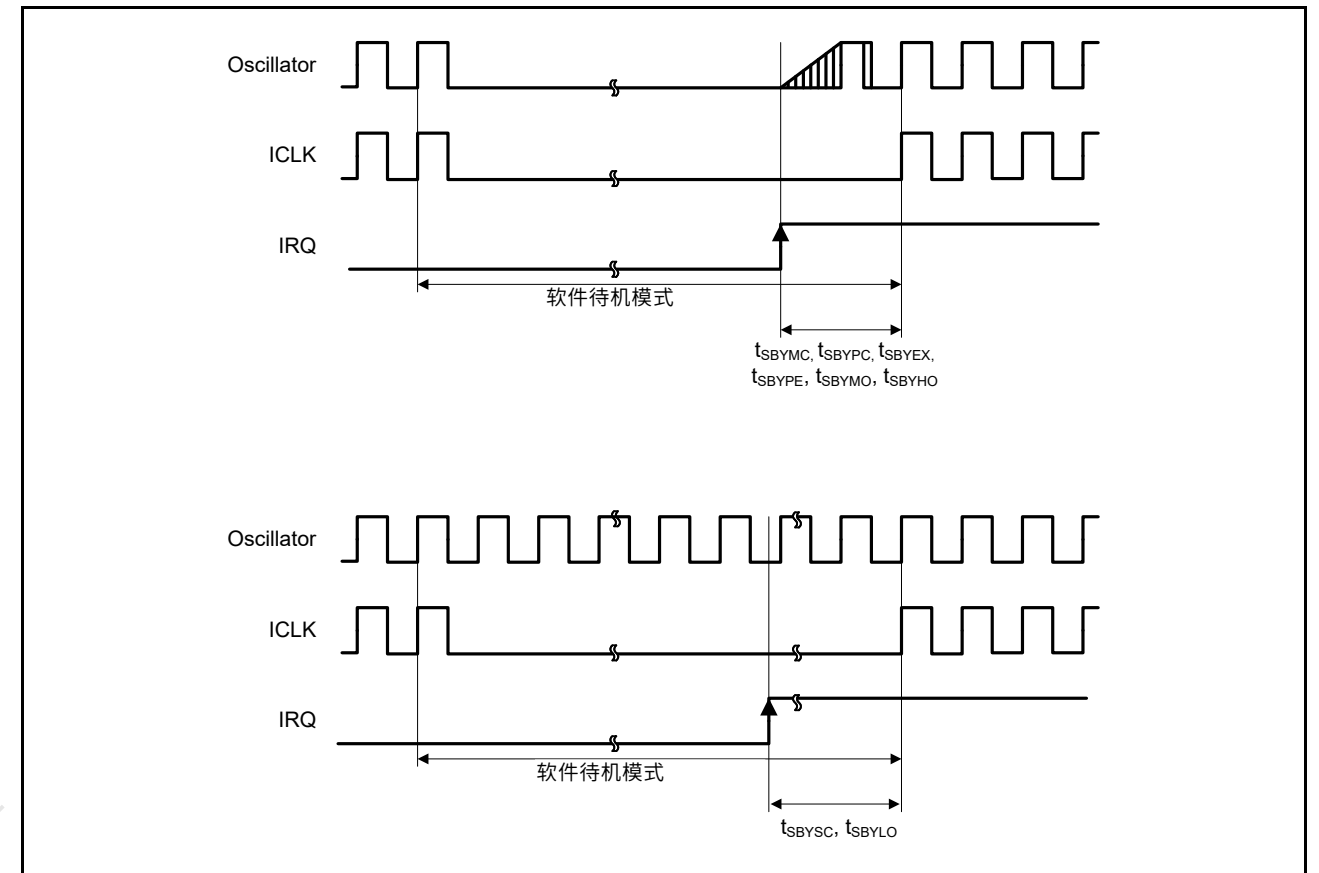 Oscillator
ICLK
IRQ
软件待机模式
tSBYMC, tSBYPC, tSBYEX,
tSBYPE, tSBYMO, tSBYHO
Oscillator
ICLK
IRQ
软件待机模式
tSBYSC, tSBYLO